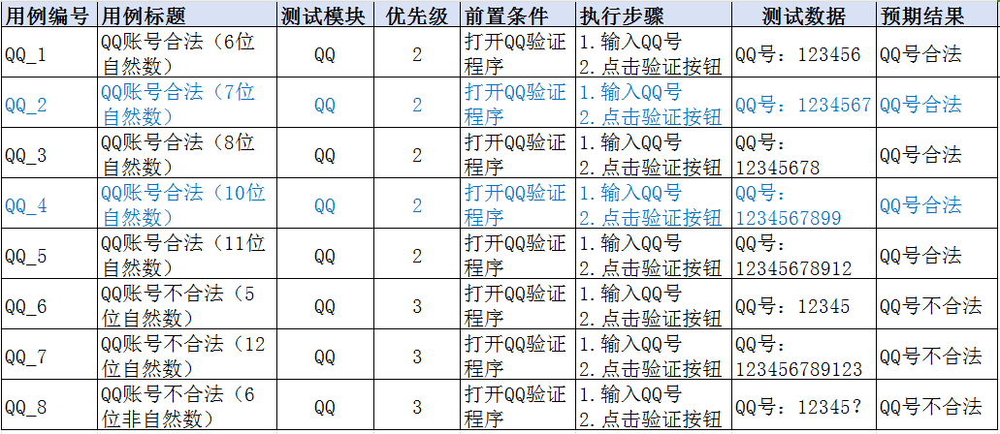 用例编号 用例标题 测试模块 优先级 前置条件 执行步骤 测试数据 预期结果
QQ_1 QQ账号合法（6位 QQ 2 打开QQ验证 1.输入QQ号 QQ号：123456 QQ号合法
自然数） 程序 2.点击验证按钮
QQ_2 QQ账号合法（7位 QQ 2 打开QQ验证 1.输入QQ号 QQ号：1234567 QQ号合法
自然数） 程序 2.点击验证按钮
QQ_3 QQ账号合法（8位 QQ 2 打开QQ验证 1.输入QQ号 QQ号： QQ号合法
自然数） 程序 2.点击验证按钮 12345678
QQ_4 QQ账号合法（10位 QQ 2 打开QQ验证 1.输入QQ号 QQ号： QQ号合法
自然数） 程序 2.点击验证按钮 1234567899
QQ_5 QQ账号合法（11位 QQ 2 打开QQ验证 1.输入QQ号 QQ号： QQ号合法
自然数） 程序 2.点击验证按钮 12345678912
QQ_6 QQ账号不合法（5 QQ 3 打开QQ验证 1.输入QQ号 QQ号：12345 QQ号不合法
位自然数） 程序 2.点击验证按钮
QQ_7 QQ账号不合法（12 QQ 3 打开QQ验证 1.输入QQ号 QQ号： QQ号不合法
位自然数） 程序 2.点击验证按钮 123456789123
QQ_8 QQ账号不合法（6 QQ 3 打开QQ验证 1.输入QQ号 QQ号：12345？ QQ号不合法
位非自然数） 程序 2.点击验证按钮